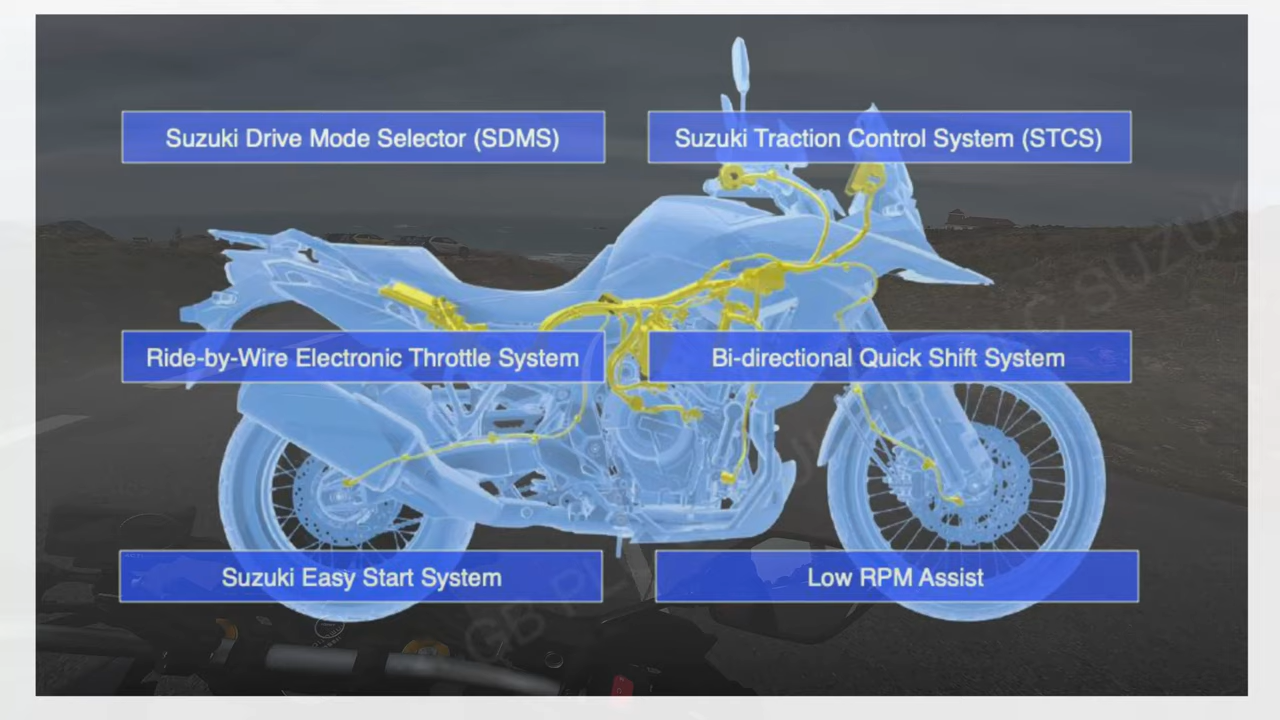 Suzuki Drive Mode Selector (SDMS)
Suzuki Traction Control System (STCS)
Ride-by-Wire Electronic Throttle System
Bi-directional Quick Shift System
Suzuki Easy Start System
Low RPM Assist